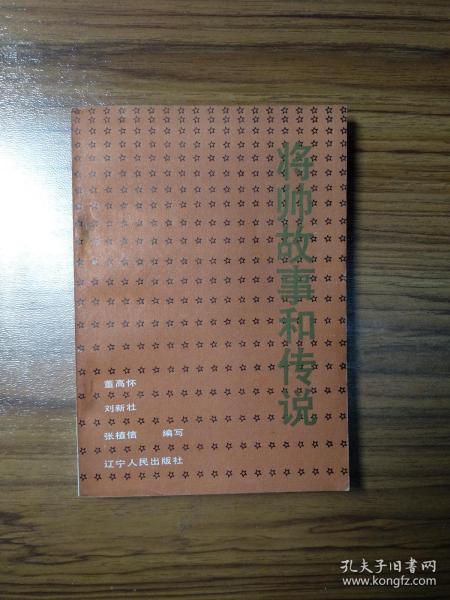 将帅故事和传说
董高怀
刘新壮
张植信 编写
辽宁人民出版社
孔夫子旧书网
www.kongfz.com